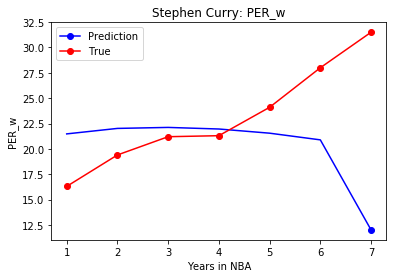 Stephen Curry: PER_w
32.5
30.0
27.5
25.0
22.5
20.0
17.5
15.0
12.5
PER_w
Prediction
True
1 2 3 4 5 6 7
Years in NBA